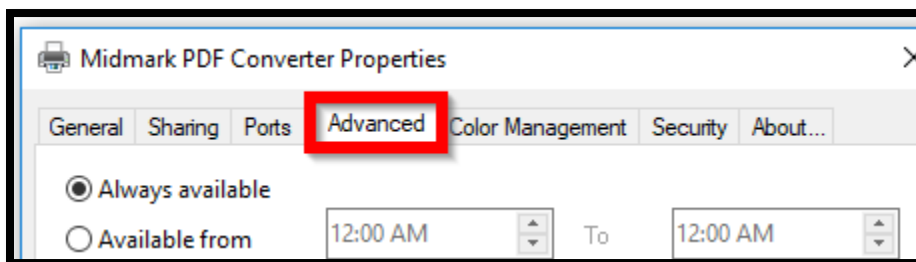 Midmark PDF Converter Properties
General Sharing Ports Advanced Color Management Security About...
Always available
Available from 12:00 AM To 12:00 AM